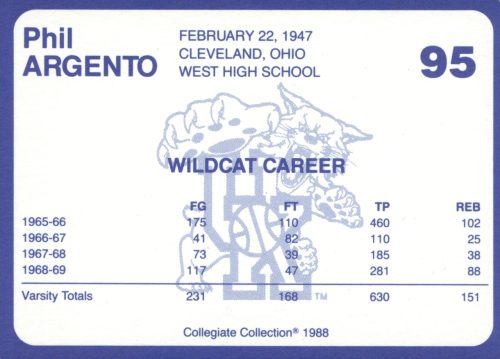 Phil
ARGENTO
FEBRUARY 22, 1947
CLEVELAND, OHIO
WEST HIGH SCHOOL
95
WILDCAT CAREER
FG FT TP REB
1965-66 175 110 460 102
1966-67 41 82 110 25
1967-68 73 39 185 38
1968-69 117 47 281 88
Varsity Totals 231 168 630 151
UK
TM
Collegiate Collection® 1988